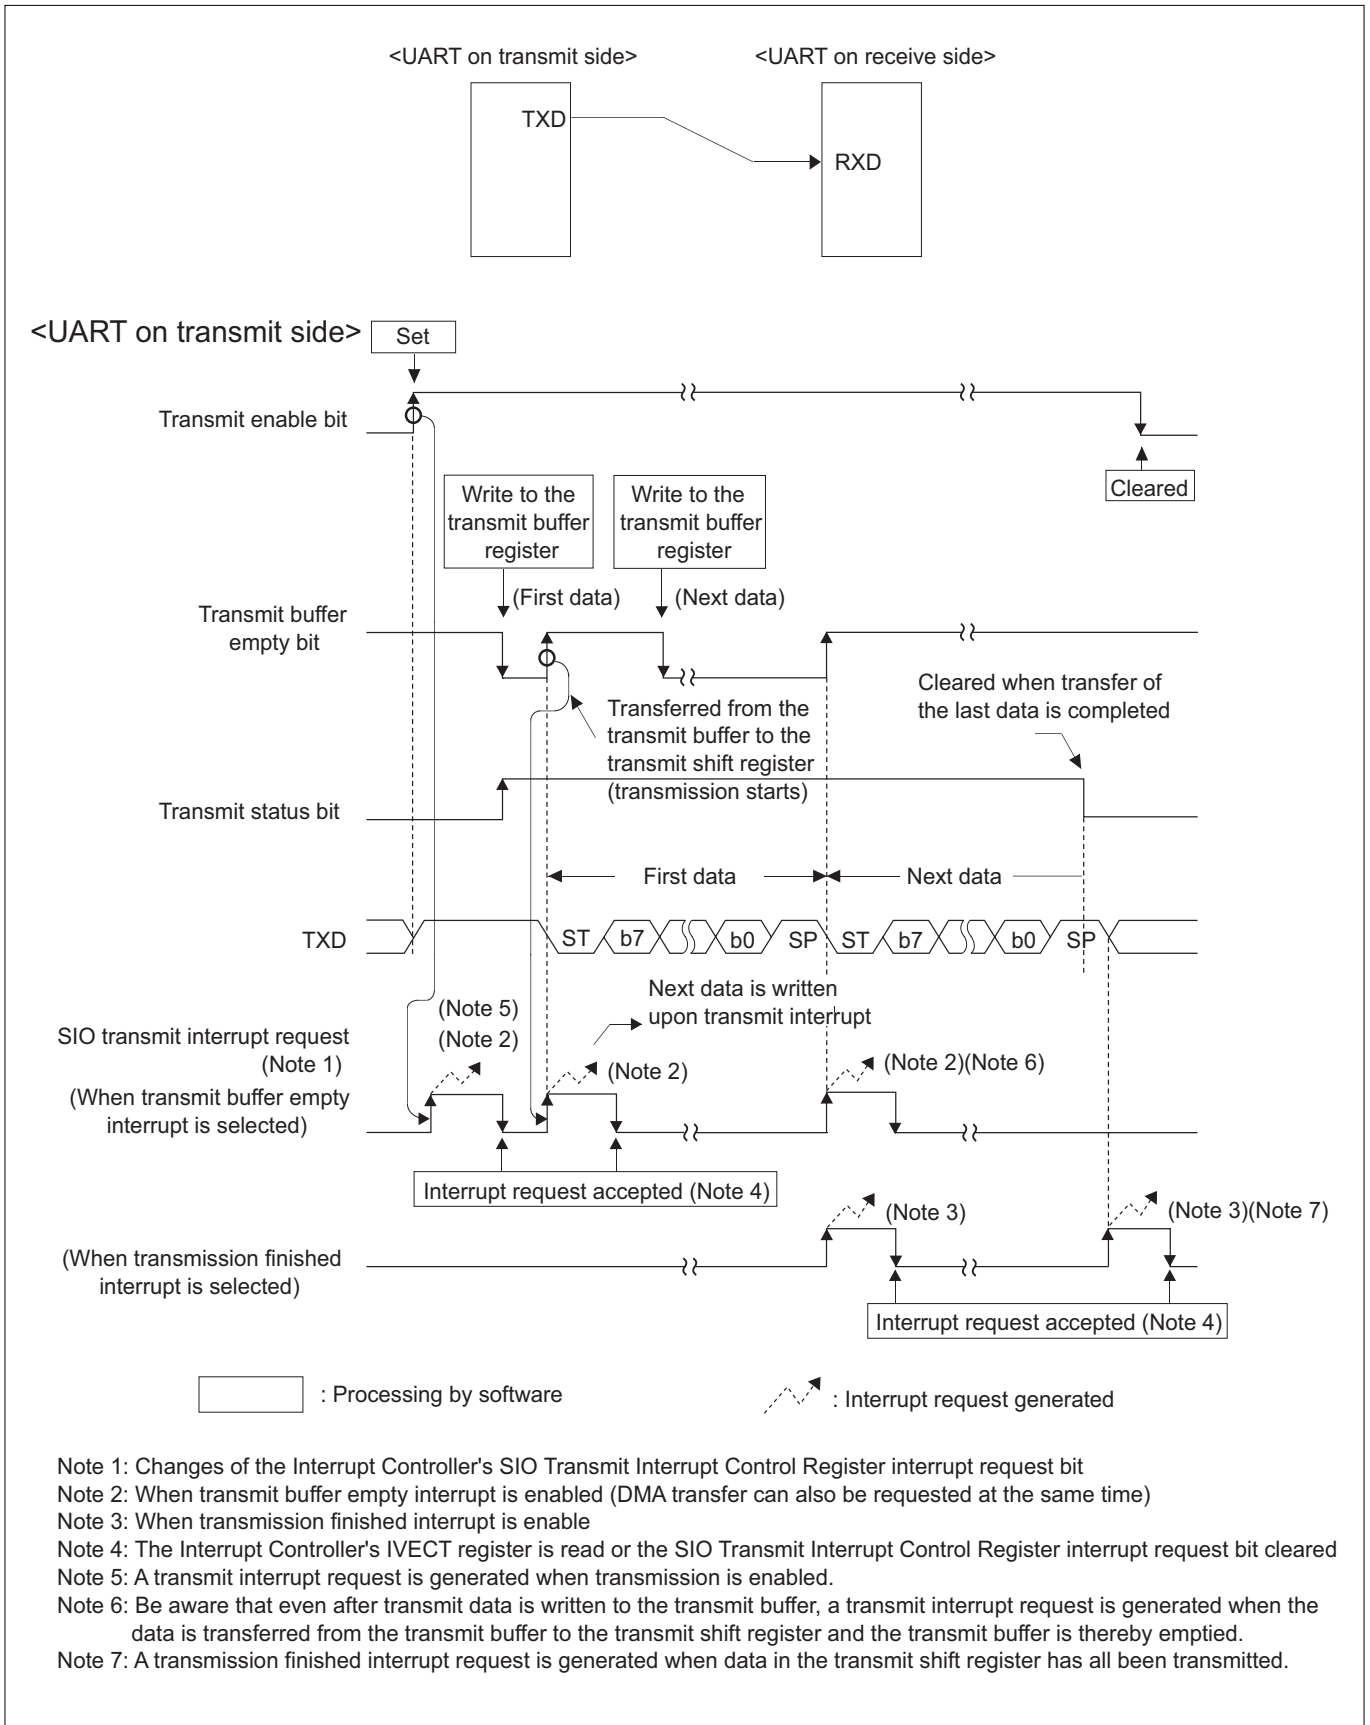 <UART on transmit side>
<UART on receive side>
TXD
RXD
<UART on transmit side>
Set
Transmit enable bit
Cleared
Write to the
transmit buffer
register
Write to the
transmit buffer
register
(First data)
(Next data)
Transmit buffer
empty bit
Cleared when transfer of
the last data is completed
Transferred from the
transmit buffer to the
transmit shift register
(transmission starts)
Transmit status bit
First data
Next data
TXD
ST
b7
b0
SP
ST
b7
b0
SP
Next data is written
upon transmit interrupt
(Note 5)
(Note 2)
SIO transmit interrupt request
(Note 1)
(When transmit buffer empty
interrupt is selected)
(Note 2)
(Note 2)(Note 6)
Interrupt request accepted (Note 4)
(Note 3)
(Note 3)(Note 7)
(When transmission finished
interrupt is selected)
Interrupt request accepted (Note 4)
: Processing by software
: Interrupt request generated
Note 1: Changes of the Interrupt Controller's SIO Transmit Interrupt Control Register interrupt request bit
Note 2: When transmit buffer empty interrupt is enabled (DMA transfer can also be requested at the same time)
Note 3: When transmission finished interrupt is enable
Note 4: The Interrupt Controller's IVECT register is read or the SIO Transmit Interrupt Control Register interrupt request bit cleared
Note 5: A transmit interrupt request is generated when transmission is enabled.
Note 6: Be aware that even after transmit data is written to the transmit buffer, a transmit interrupt request is generated when the
data is transferred from the transmit buffer to the transmit shift register and the transmit buffer is thereby emptied.
Note 7: A transmission finished interrupt request is generated when data in the transmit shift register has all been transmitted.